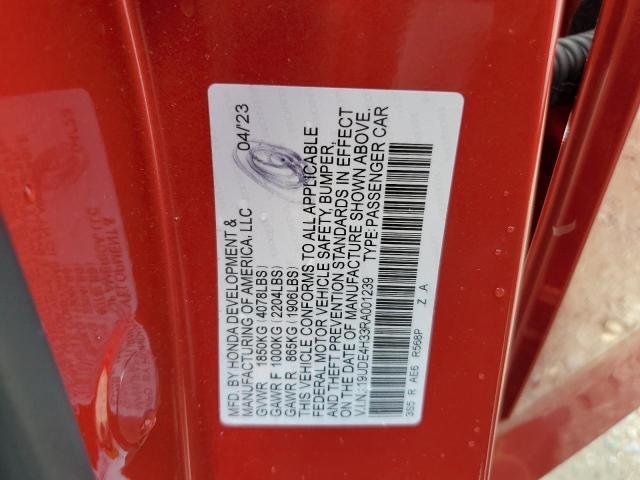 MFD. BY HONDA DEVELOPMENT &
MANUFACTURING OF AMERICA, LLC 04/23
GVWR 1850KG(4078LBS)
GAWR F 1000KG(2204LBS)
GAWR R 865KG(1906LBS)
THIS VEHICLE CONFORMS TO ALL APPLICABLE
FEDERAL MOTOR VEHICLE SAFETY, BUMPER,
AND THEFT PREVENTION STANDARDS IN EFFECT
ON THE DATE OF MANUFACTURE SHOWN ABOVE.
V.I.N.:19UDE4H33RA001239 TYPE:PASSENGER CAR
3S5 R AE6 R568P Z A